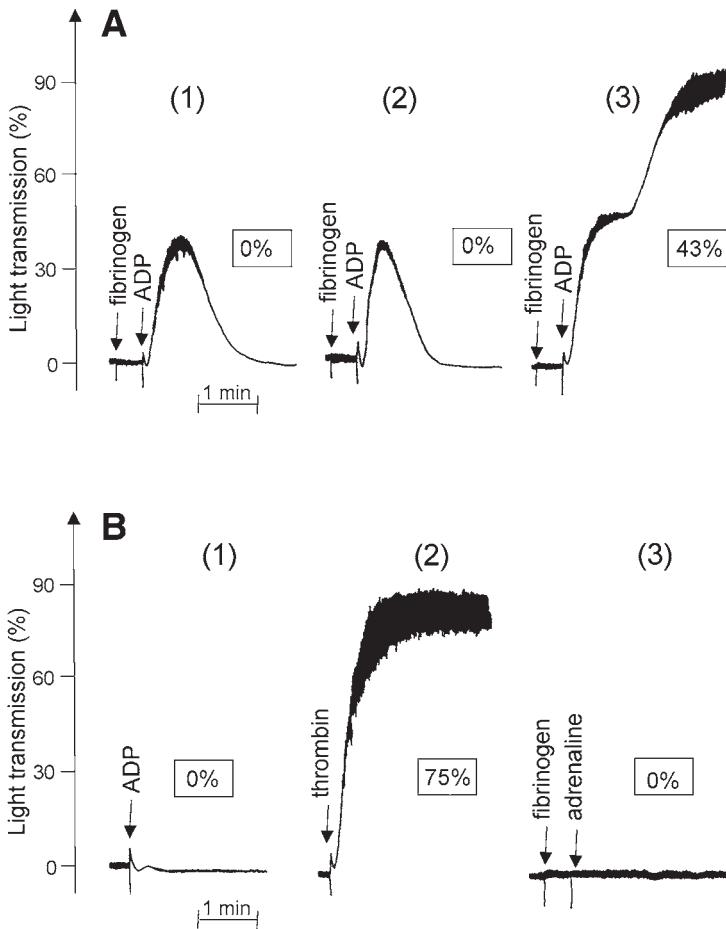 A
Light transmission (%)
90
60
30
0
(1)
fibrinogen
ADP
0%
1 min
(2)
fibrinogen
ADP
0%
(3)
fibrinogen
ADP
43%
B
Light transmission (%)
90
60
30
0
(1)
ADP
0%
1 min
(2)
thrombin
75%
(3)
fibrinogen
adrenaline
0%